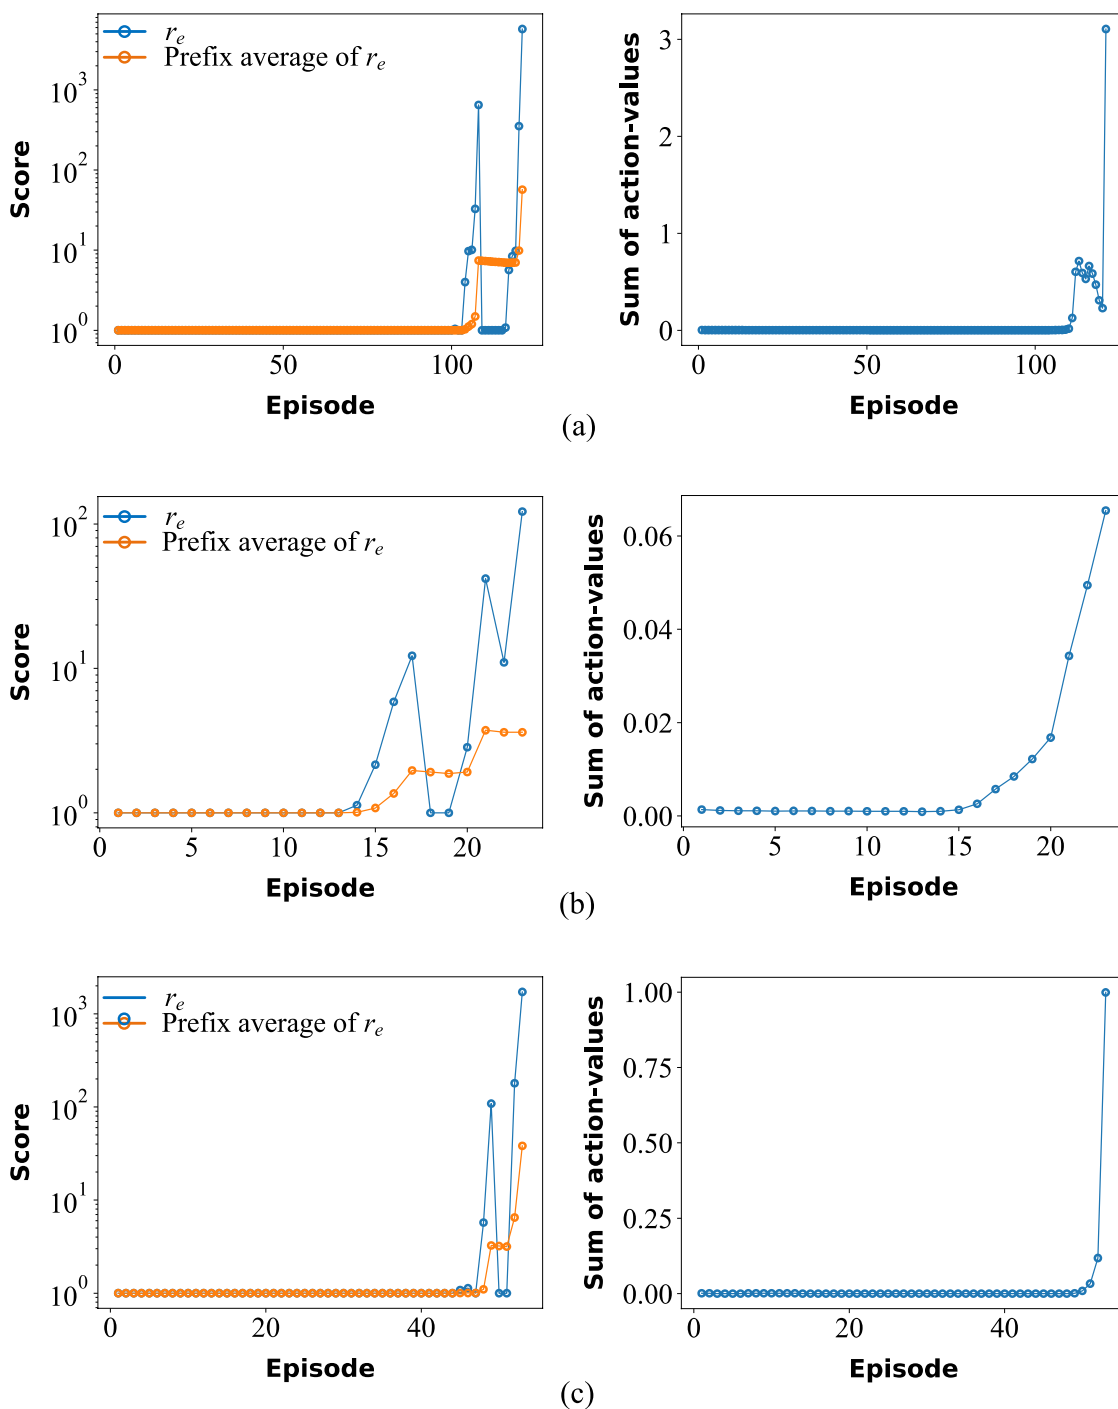 r_e
Prefix average of r_e
Score
10^3
10^2
10^1
10^0
0 50 100
Episode
Sum of action-values
3
2
1
0
0 50 100
Episode
(a)
r_e
Prefix average of r_e
Score
10^2
10^1
10^0
0 5 10 15 20
Episode
Sum of action-values
0.06
0.04
0.02
0.00
0 5 10 15 20
Episode
(b)
r_e
Prefix average of r_e
Score
10^3
10^2
10^1
10^0
0 20 40
Episode
Sum of action-values
1.00
0.75
0.50
0.25
0.00
0 20 40
Episode
(c)